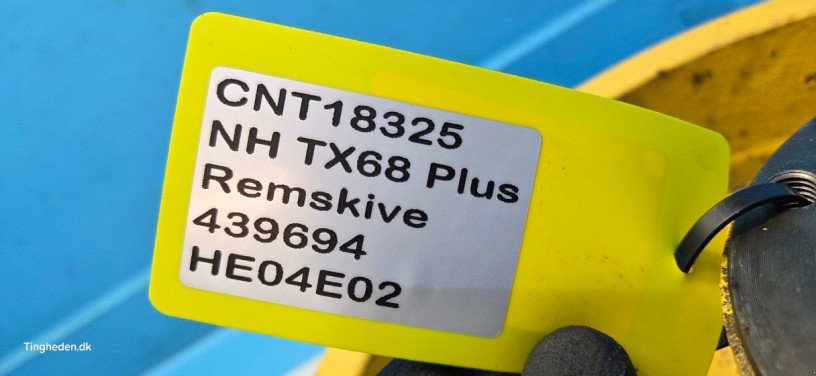 CNT18325
NH TX68 Plus
Remskive
439694
HE04E02
Tingheden.dk